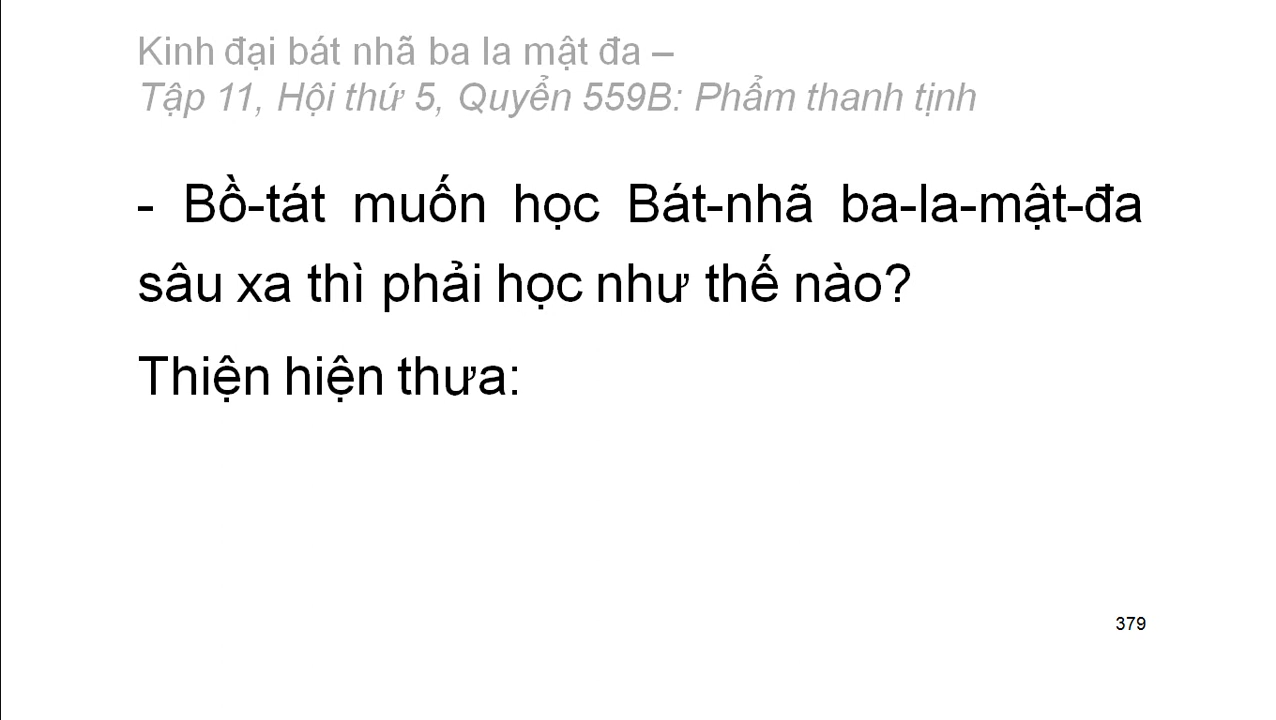 Kinh đại bát nhã ba la mật đa –
Tập 11, Hội thứ 5, Quyển 559B: Phẩm thanh tịnh
- Bồ-tát muốn học Bát-nhã ba-la-mật-đa
sâu xa thì phải học như thế nào?
Thiện hiện thưa:
379